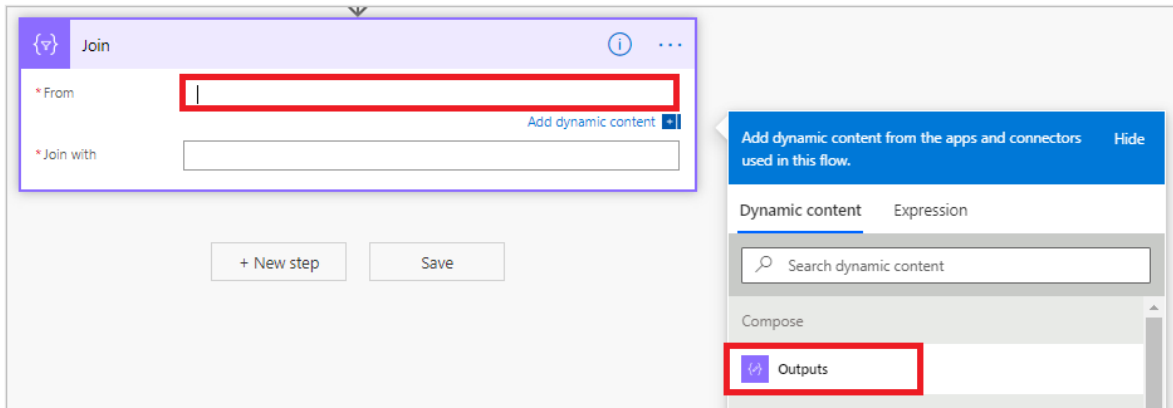 Join
* From
Add dynamic content
* Join with
+ New step
Save
Add dynamic content from the apps and connectors
used in this flow.
Hide
Dynamic content
Expression
Search dynamic content
Compose
Outputs